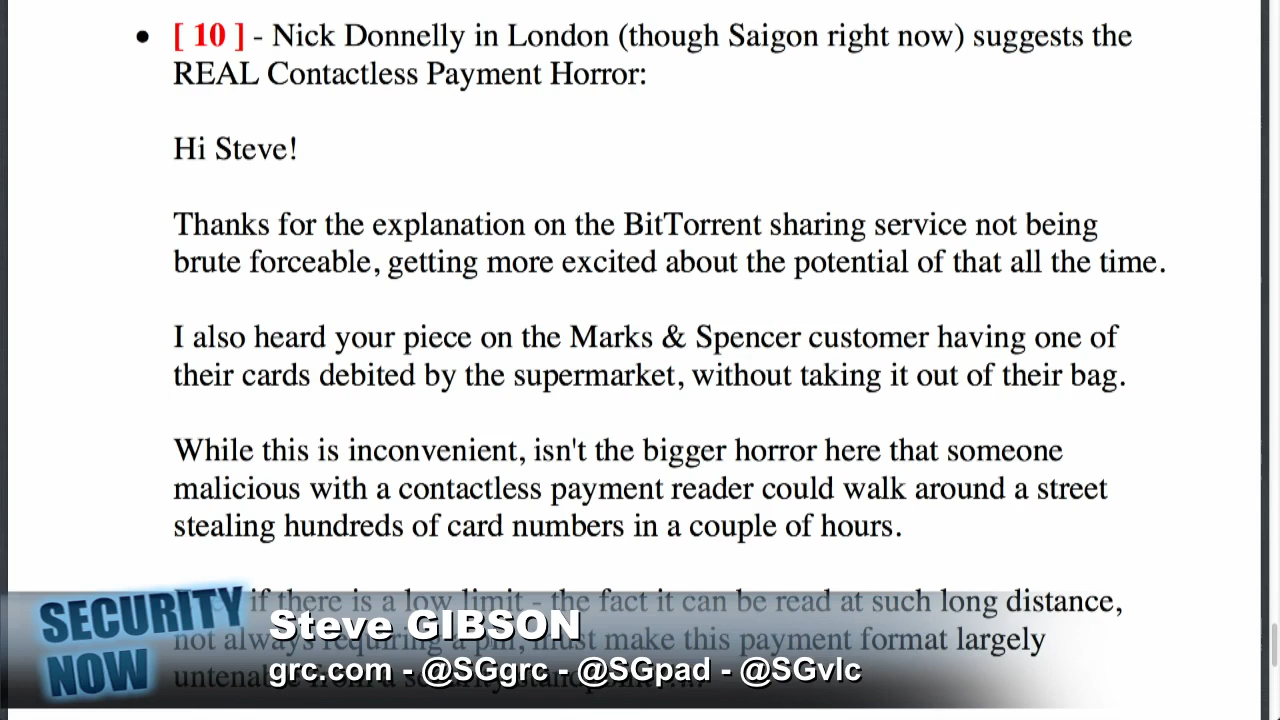 • [ 10 ] - Nick Donnelly in London (though Saigon right now) suggests the
REAL Contactless Payment Horror:
Hi Steve!
Thanks for the explanation on the BitTorrent sharing service not being
brute forceable, getting more excited about the potential of that all the time.
I also heard your piece on the Marks & Spencer customer having one of
their cards debited by the supermarket, without taking it out of their bag.
While this is inconvenient, isn't the bigger horror here that someone
malicious with a contactless payment reader could walk around a street
stealing hundreds of card numbers in a couple of hours.
if there is a low limit - the fact it can be read at such long distance,
not always requiring a pin, must make this payment format largely
SECURITY
NOW
Steve GIBSON
grc.com - @SGgrc - @SGpad - @SGvlc